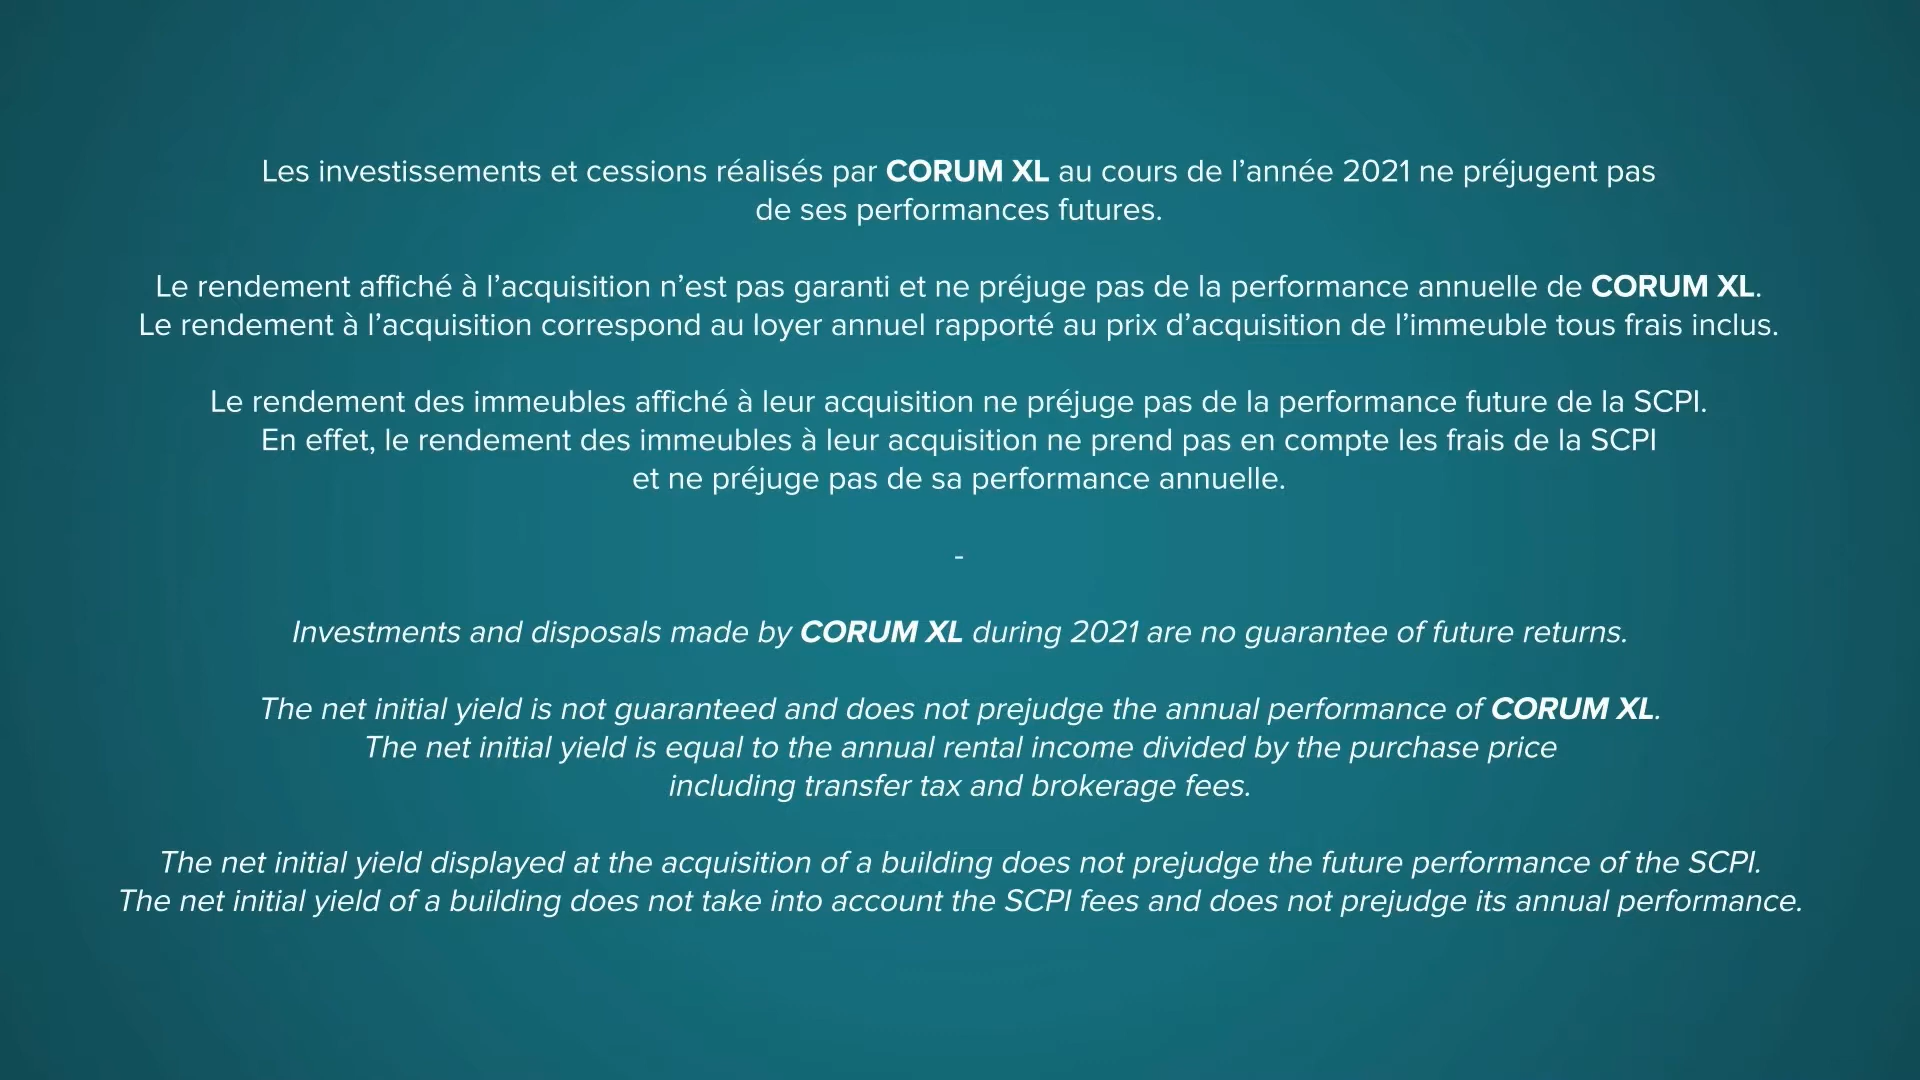 Les investissements et cessions réalisés par CORUM XL au cours de l’année 2021 ne préjugent pas
de ses performances futures.
Le rendement affiché à l’acquisition n’est pas garanti et ne préjuge pas de la performance annuelle de CORUM XL.
Le rendement à l’acquisition correspond au loyer annuel rapporté au prix d’acquisition de l’immeuble tous frais inclus.
Le rendement des immeubles affiché à leur acquisition ne préjuge pas de la performance future de la SCPI.
En effet, le rendement des immeubles à leur acquisition ne prend pas en compte les frais de la SCPI
et ne préjuge pas de sa performance annuelle.
-
Investments and disposals made by CORUM XL during 2021 are no guarantee of future returns.
The net initial yield is not guaranteed and does not prejudge the annual performance of CORUM XL.
The net initial yield is equal to the annual rental income divided by the purchase price
including transfer tax and brokerage fees.
The net initial yield displayed at the acquisition of a building does not prejudge the future performance of the SCPI.
The net initial yield of a building does not take into account the SCPI fees and does not prejudge its annual performance.